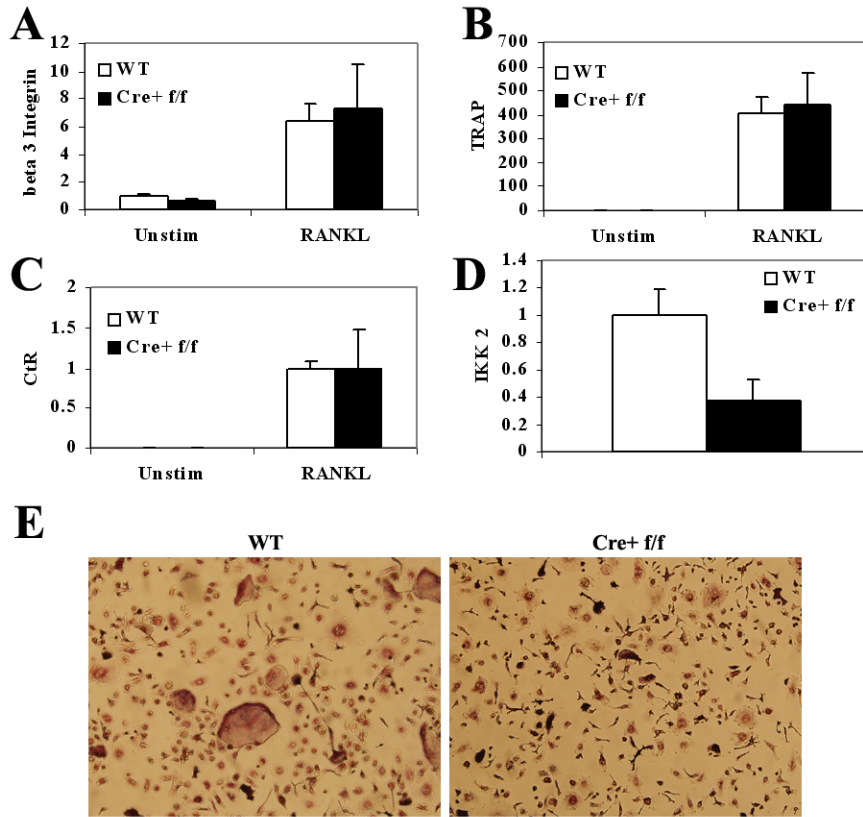 A
beta 3 Integrin
12
10
8
6
4
2
0
WT
Cre+ f/f
Unstim
RANKL
B
TRAP
700
600
500
400
300
200
100
0
WT
Cre+ f/f
Unstim
RANKL
C
CtR
2
1.5
1
0.5
0
WT
Cre+ f/f
Unstim
RANKL
D
IKK 2
1.4
1.2
1
0.8
0.6
0.4
0.2
0
WT
Cre+ f/f
E
WT
Cre+ f/f